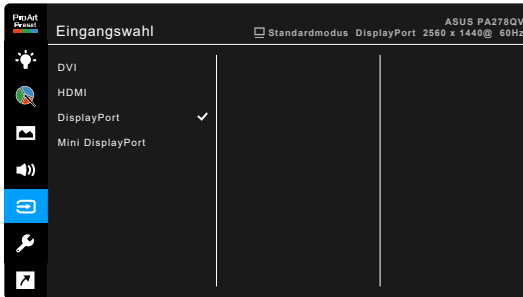 ProArt
Preset
Eingangswahl
ASUS PA278QV
Standardmodus DisplayPort 2560 x 1440@ 60Hz
DVI
HDMI
DisplayPort
Mini DisplayPort